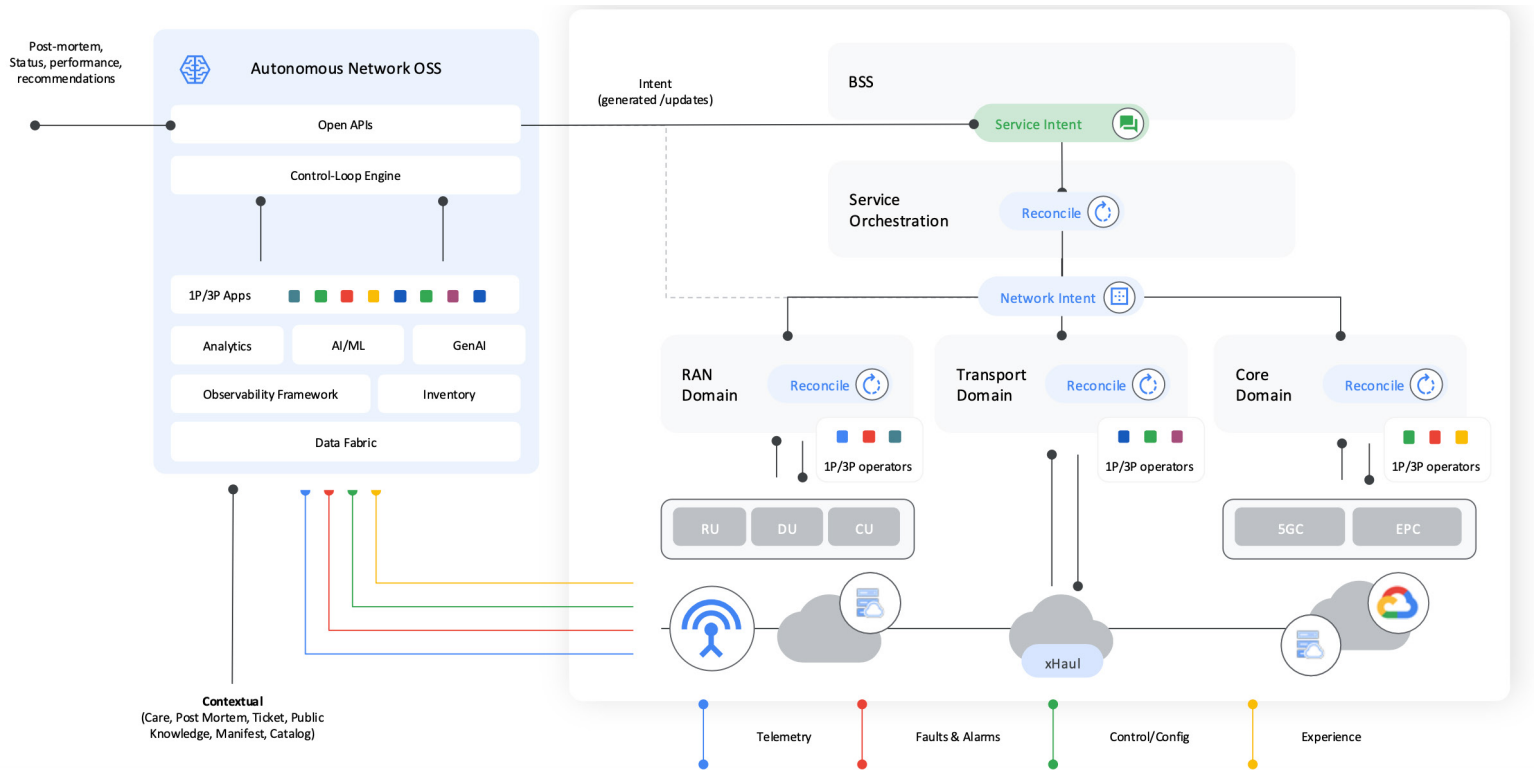 Post-mortem,
Status, performance,
recommendations
Autonomous Network OSS
Open APIs
Control-Loop Engine
1P/3P Apps
Analytics
AI/ML
GenAI
Observability Framework
Inventory
Data Fabric
Contextual
(Care, Post Mortem, Ticket, Public
Knowledge, Manifest, Catalog)
Intent
(generated /updates)
BSS
Service Intent
Service
Orchestration
Reconcile
Network Intent
RAN
Domain
Reconcile
1P/3P operators
Transport
Domain
Reconcile
1P/3P operators
Core
Domain
Reconcile
1P/3P operators
RU
DU
CU
5GC
EPC
xHaul
Telemetry
Faults & Alarms
Control/Config
Experience